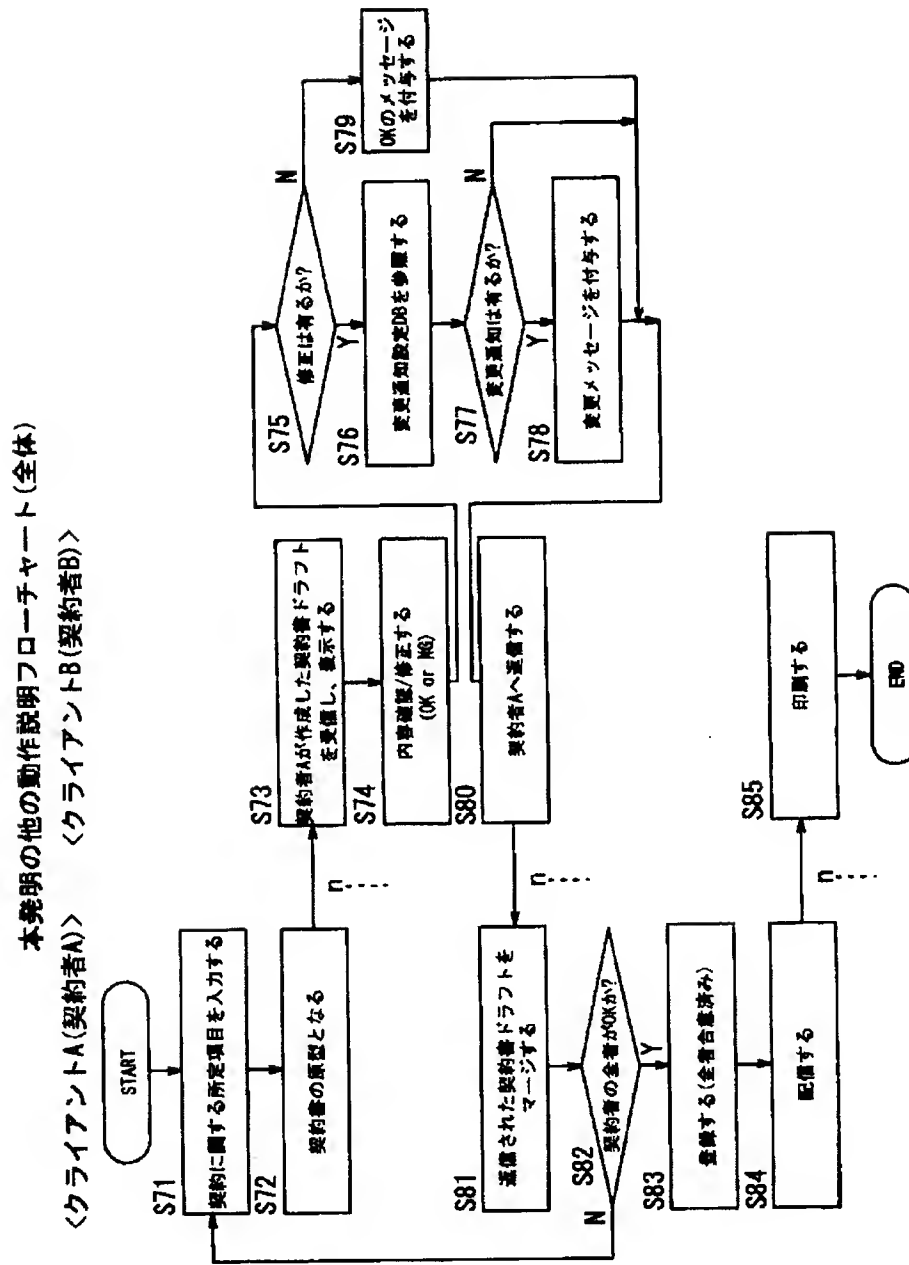 本発明の他の動作説明フローチャート(全体)
<クライアントA(契約者A)>
<クライアントB(契約者B)>
START
S71
契約に関する所定項目を入力する
S72
契約書の原型となる
n‥‥‥
S73
契約者Aが作成した契約書ドラフト
を受信し、表示する
S74
内容確認/修正する
(OK or NG)
S75
修正は有るか?
N
Y
S76
変更通知設定DBを参照する
S77
変更通知は有るか?
N
Y
S78
変更メッセージを付与する
S79
OKのメッセージ
を付与する
S80
契約者Aへ返信する
n‥‥‥
S81
返信された契約書ドラフトを
マージする
S82
契約者の全者がOKか?
N
Y
S83
登録する(全者合意済み)
S84
配信する
n‥‥‥
S85
印刷する
END